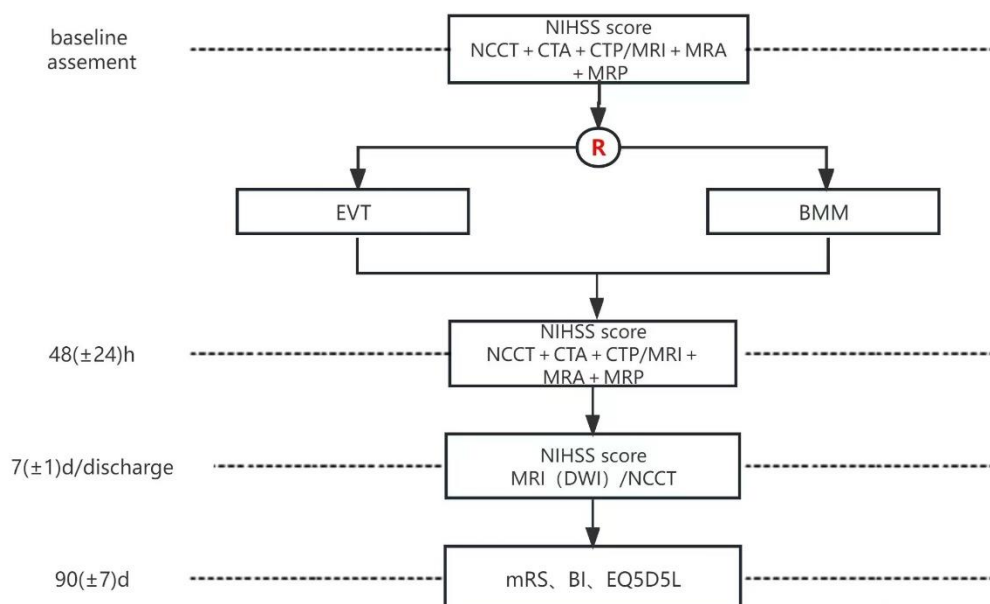 baseline
assement
NIHSS score
NCCT + CTA + CTP/MRI + MRA
+ MRP
R
EVT
BMM
48(±24)h
NIHSS score
NCCT + CTA + CTP/MRI +
MRA + MRP
7(±1)d/discharge
NIHSS score
MRI（DWI）/NCCT
90(±7)d
mRS、BI、EQ5D5L